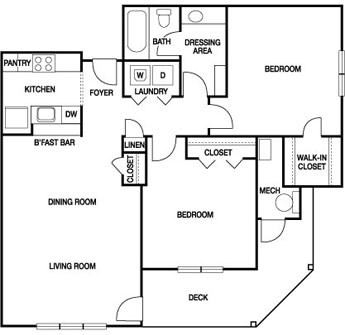 BATH
DRESSING
AREA
BEDROOM
PANTRY
KITCHEN
FOYER
W
D
LAUNDRY
DW
B'FAST BAR
LINEN
CLOSET
CLOSET
WALK-IN
CLOSET
MECH
DINING ROOM
BEDROOM
LIVING ROOM
DECK